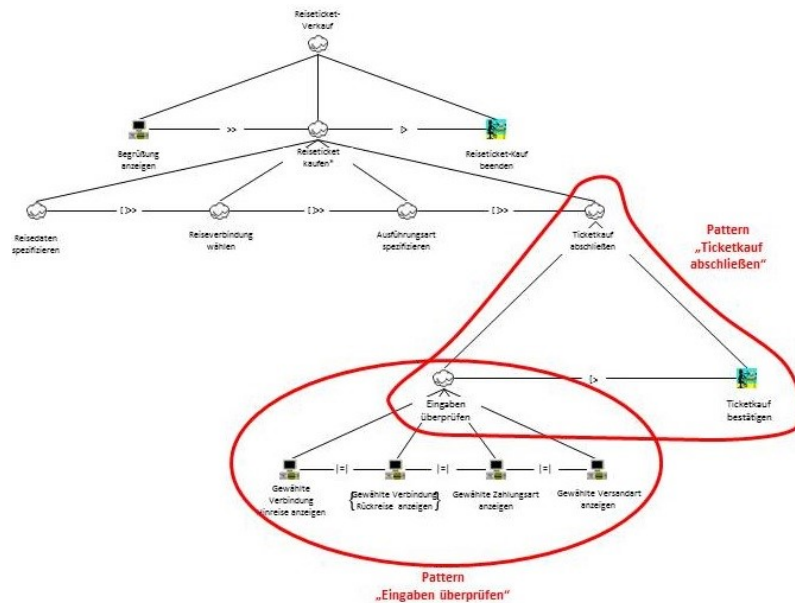 Reiseticket-
Verkauf
>>
[>
Begrüßung
anzeigen
Reiseticket
kaufen*
Reiseticket-Kauf
beenden
[]>>
[]>>
[]>>
Reisedaten
spezifizieren
Reiseverbindung
wählen
Ausführungsart
spezifizieren
Ticketkauf
abschließen
Pattern
„Ticketkauf
abschließen“
[>
Eingaben
überprüfen
Ticketkauf
bestätigen
|=|
|=|
|=|
Gewählte
Verbindung
Hinreise anzeigen
{Gewählte Verbindung
Rückreise anzeigen}
Gewählte Zahlungsart
anzeigen
Gewählte Versandart
anzeigen
Pattern
„Eingaben überprüfen“